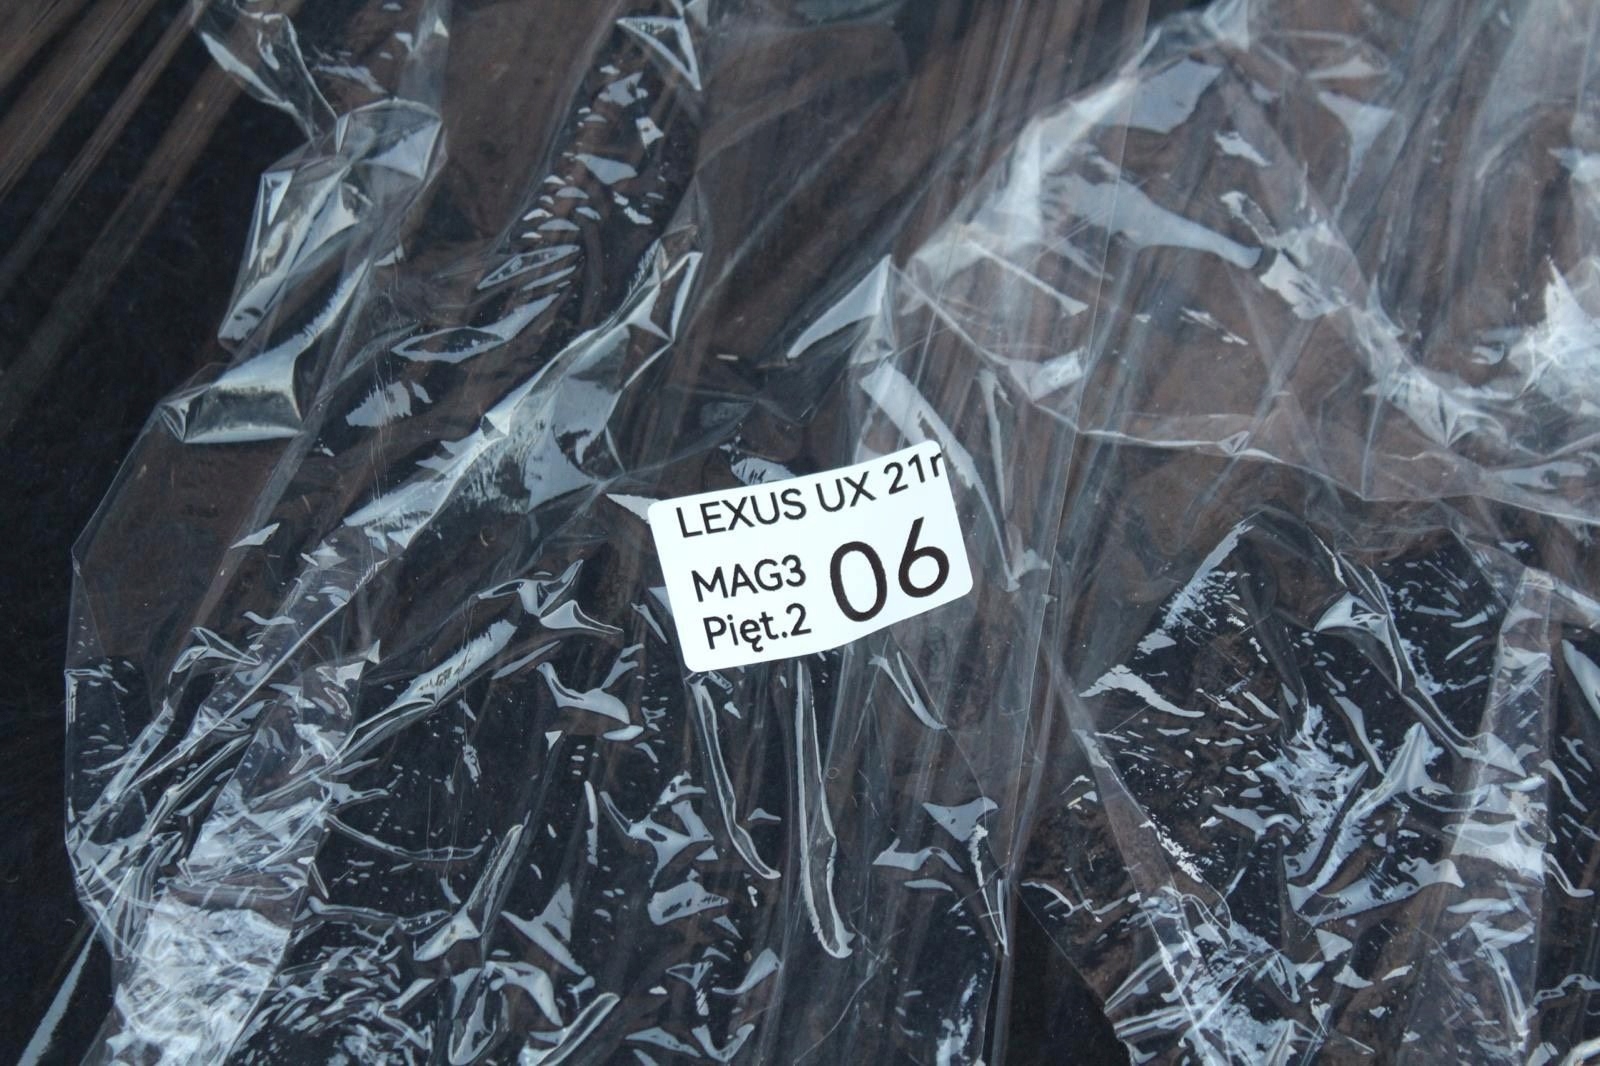 LEXUS UX 21r
MAG3
Pięt.2
06